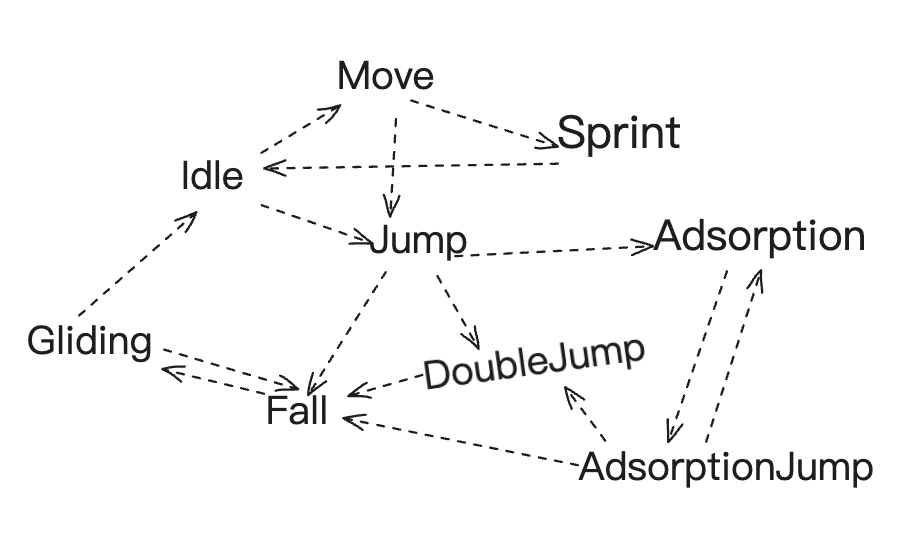 Move
Sprint
Idle
Jump
Adsorption
Gliding
DoubleJump
Fall
AdsorptionJump